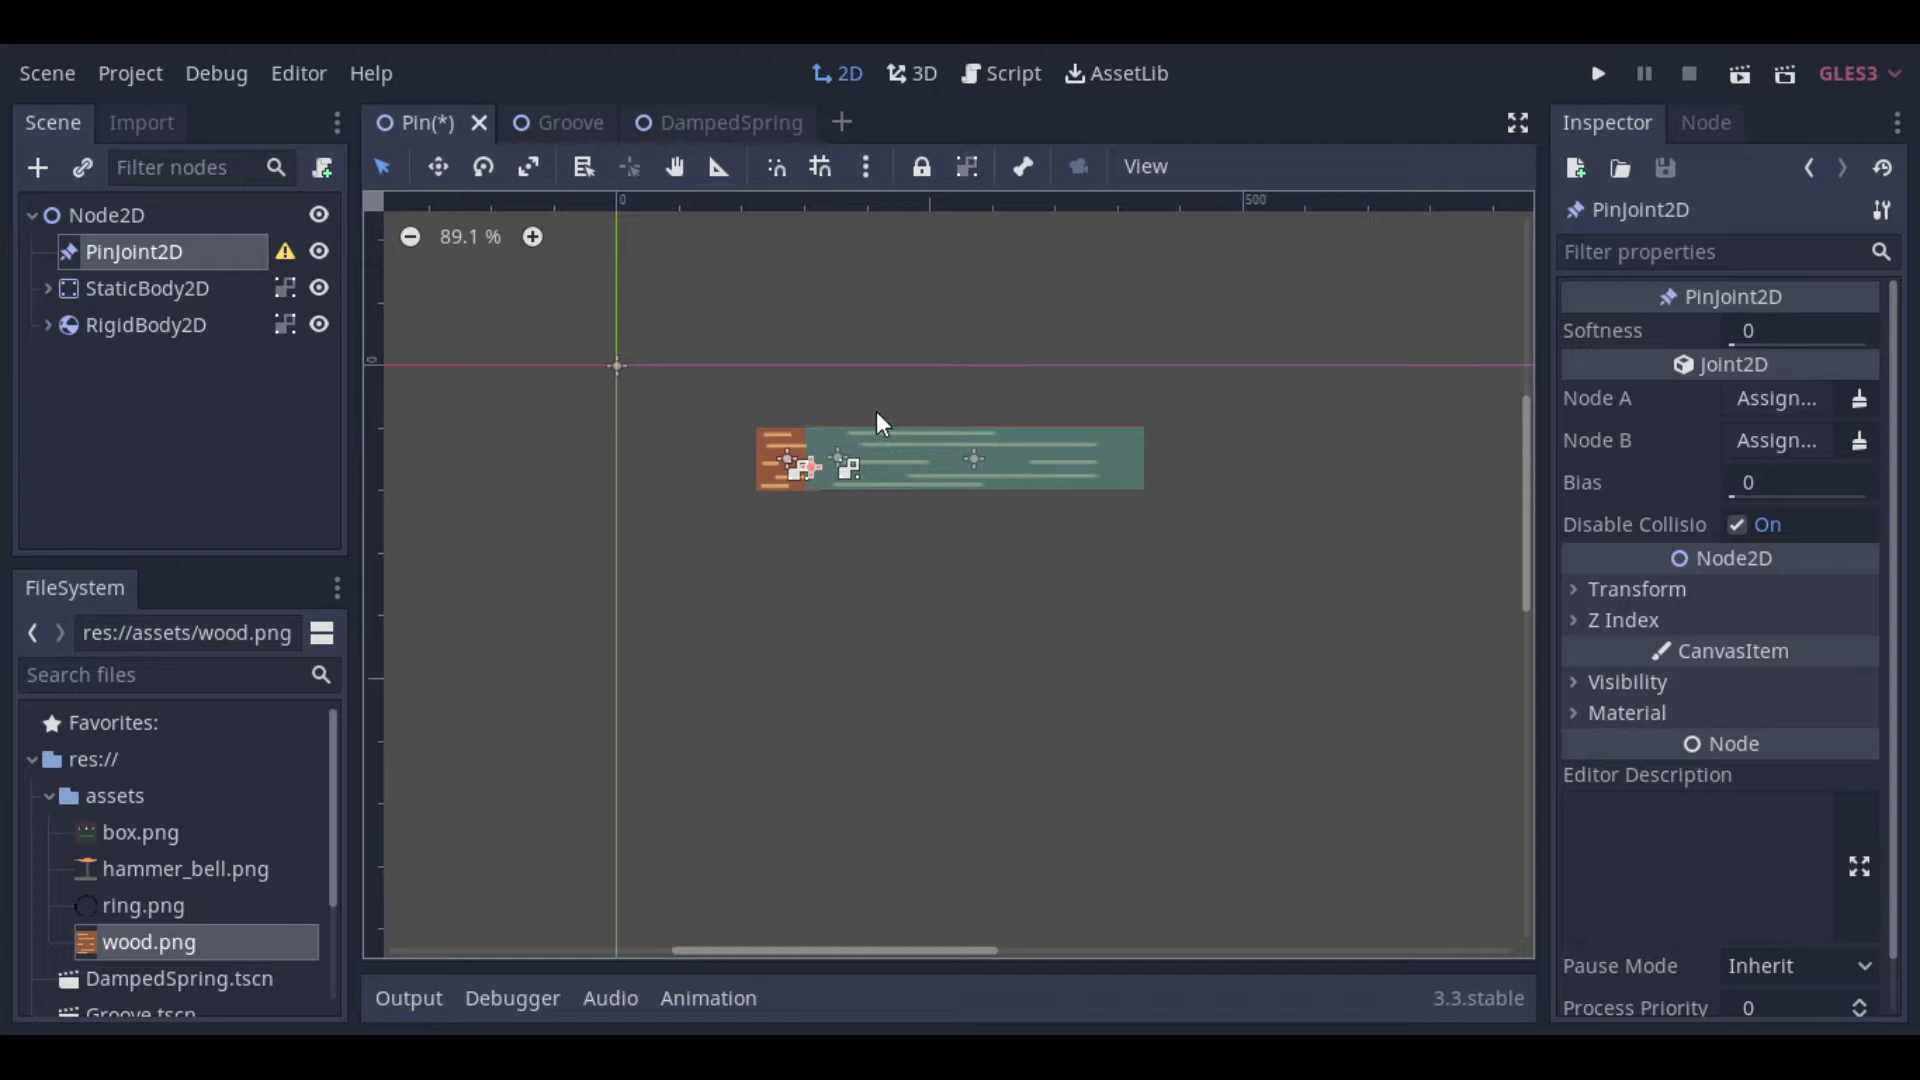 Scene Project Debug Editor Help
2D 3D Script AssetLib
GLES3
Scene Import
Filter nodes
Node2D
PinJoint2D
StaticBody2D
RigidBody2D
FileSystem
res://assets/wood.png
Search files
Favorites:
res://
assets
box.png
hammer_bell.png
ring.png
wood.png
DampedSpring.tscn
Groove.tscn
Pin(*) Groove DampedSpring
View
0 500
0
89.1 %
Output Debugger Audio Animation 3.3.stable
Inspector Node
PinJoint2D
Filter properties
PinJoint2D
Softness 0
Joint2D
Node A Assign...
Node B Assign...
Bias 0
Disable Collisio On
Node2D
Transform
Z Index
CanvasItem
Visibility
Material
Node
Editor Description
Pause Mode Inherit
Process Priority 0